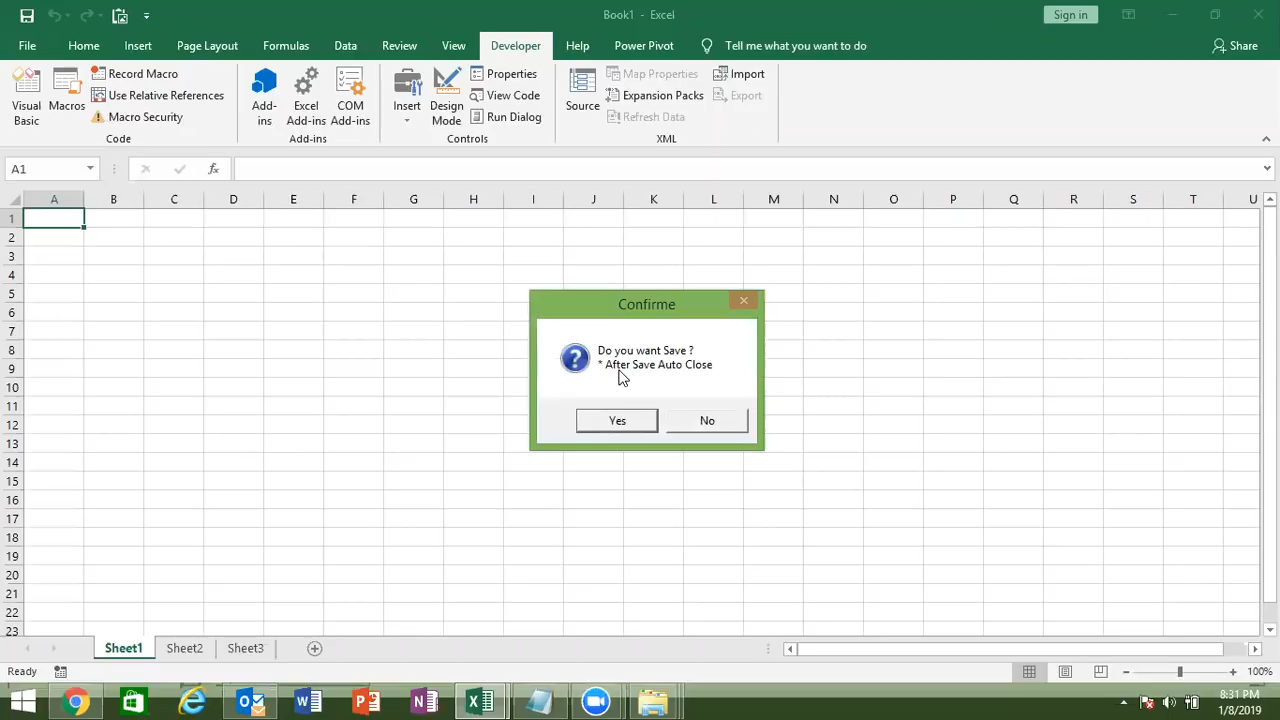 Book1 - Excel
Sign in
File Home Insert Page Layout Formulas Data Review View Developer Help Power Pivot Tell me what you want to do Share
Visual Basic
Macros
Record Macro
Use Relative References
Macro Security
Code
Add-ins
Excel Add-ins
COM Add-ins
Add-ins
Insert
Design Mode
Properties
View Code
Run Dialog
Controls
Source
Map Properties
Expansion Packs
Refresh Data
Import
Export
XML
A1
fx
A B C D E F G H I J K L M N O P Q R S T U
1
2
3
4
5
6
7
8
9
10
11
12
13
14
15
16
17
18
19
20
21
22
23
Confirme
Do you want Save ?
* After Save Auto Close
Yes No
Sheet1 Sheet2 Sheet3
Ready
100%
8:31 PM
1/8/2019